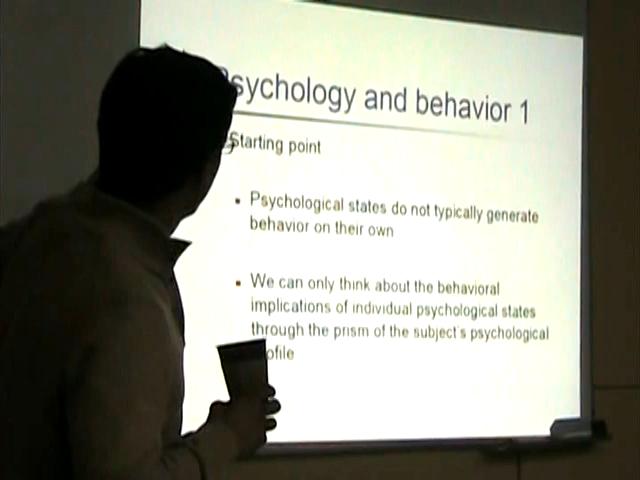 Psychology and behavior 1
Starting point
• Psychological states do not typically generate
behavior on their own
• We can only think about the behavioral
implications of individual psychological states
through the prism of the subject's psychological
ofile